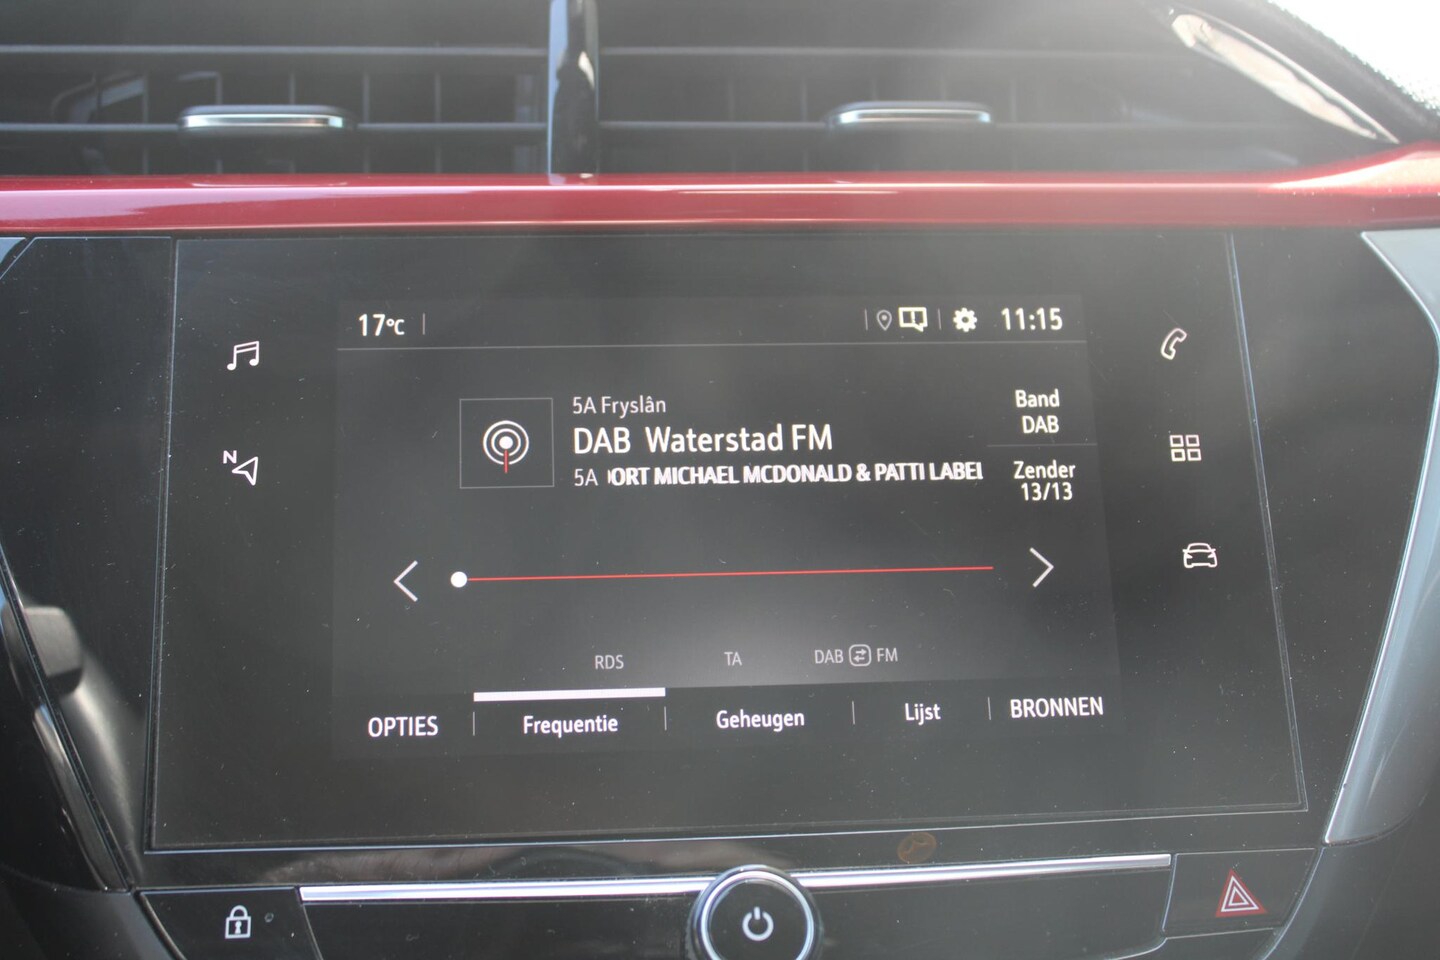 17°C
11:15
5A Fryslân
DAB Waterstad FM
5A ORT MICHAEL MCDONALD & PATTI LABEL
Band
DAB
Zender
13/13
N
RDS TA DAB FM
OPTIES Frequentie Geheugen Lijst BRONNEN